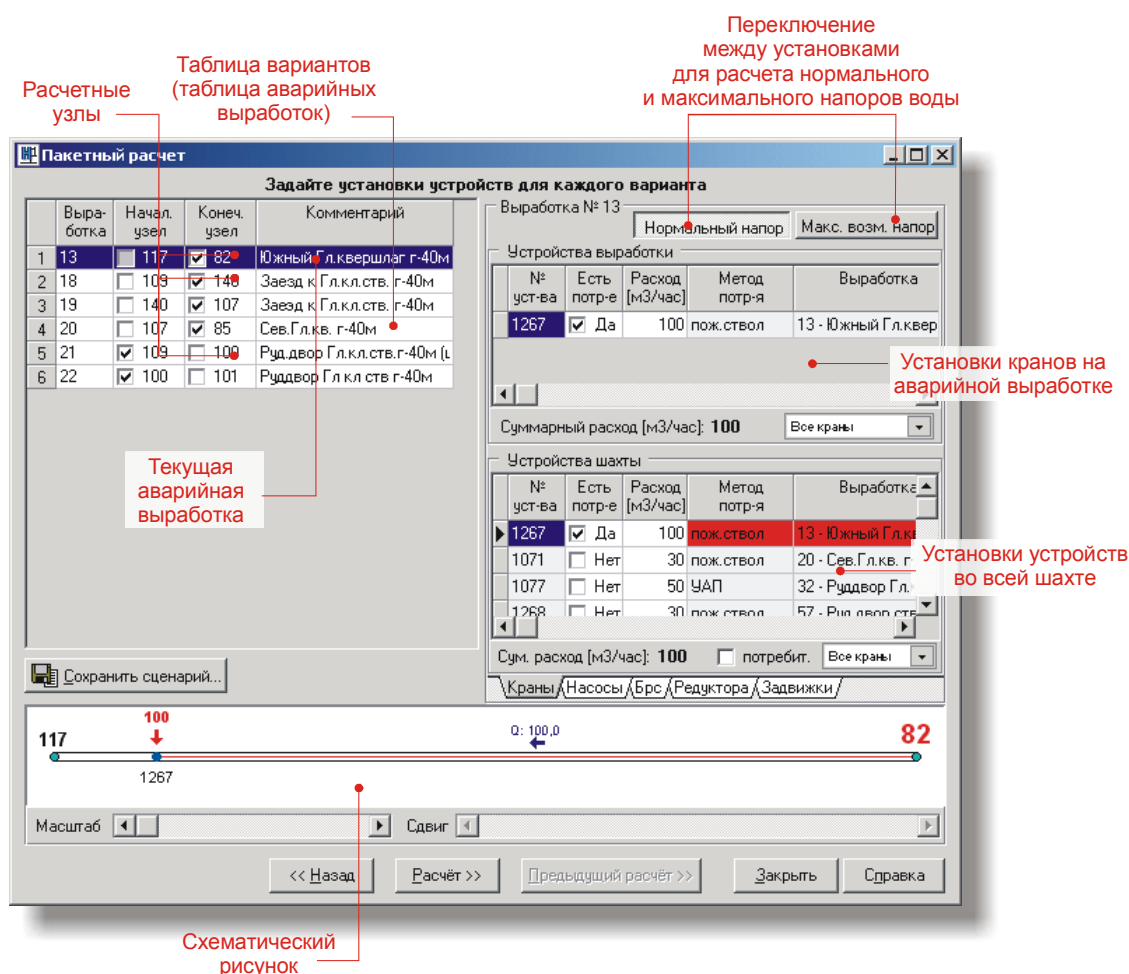 Переключение
между установками
для расчета нормального
и максимального напоров воды
Таблица вариантов
(таблица аварийных
выработок)
Расчетные
узлы
Пакетный расчет
Задайте установки устройств для каждого варианта
Выра-ботка Начал. узел Конеч. узел Комментарий
1 13 117 82 Южный Гл.квершлаг г-40м
2 18 109 140 Заезд к Гл.кл.ств. г-40м
3 19 140 107 Заезд к Гл.кл.ств. г-40м
4 20 107 85 Сев.Гл.кв. г-40м
5 21 109 100 Руд.двор Гл.кл.ств.г-40м (ц
6 22 100 101 Руддвор Гл кл ств г-40м
Текущая
аварийная
выработка
Сохранить сценарий...
Выработка № 13
Нормальный напор Макс. возм. напор
Устройства выработки
№ уст-ва Есть потр-е Расход [м3/час] Метод потр-я Выработка
1267 Да 100 пож.ствол 13 - Южный Гл.квер
Установки кранов на
аварийной выработке
Суммарный расход [м3/час]: 100 Все краны
Устройства шахты
№ уст-ва Есть потр-е Расход [м3/час] Метод потр-я Выработка
1267 Да 100 пож.ствол 13 - Южный Гл.кв
1071 Нет 30 пож.ствол 20 - Сев.Гл.кв. г-
1077 Нет 50 УАП 32 - Руддвор Гл.
1268 Нет 30 пож.ствол 57 - Руд.двор ств
Установки устройств
во всей шахте
Сум. расход [м3/час]: 100 потребит. Все краны
Краны Насосы Брс Редуктора Задвижки
100
117 Q: 100,0 82
1267
Масштаб Сдвиг
<< Назад Расчёт >> Предыдущий расчёт >> Закрыть Справка
Схематический
рисунок